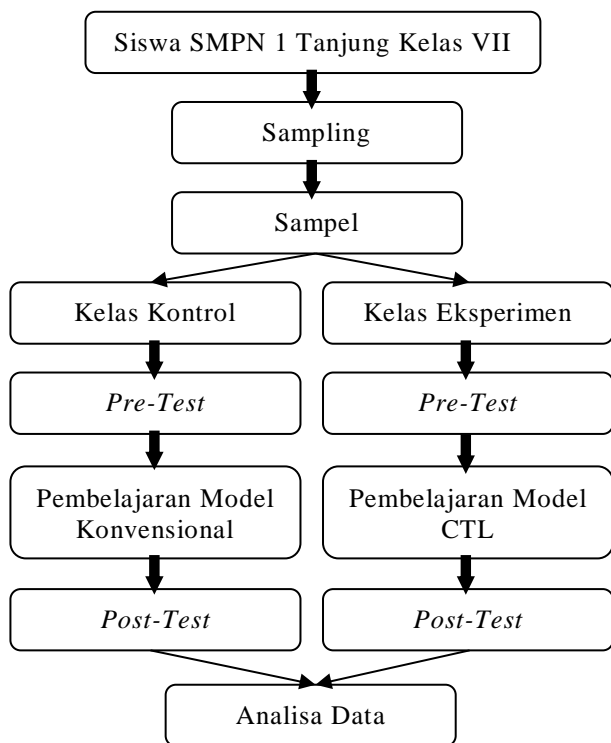 Siswa SMPN 1 Tanjung Kelas VII
Sampling
Sampel
Kelas Kontrol
Kelas Eksperimen
Pre-Test
Pre-Test
Pembelajaran Model
Konvensional
Pembelajaran Model
CTL
Post-Test
Post-Test
Analisa Data